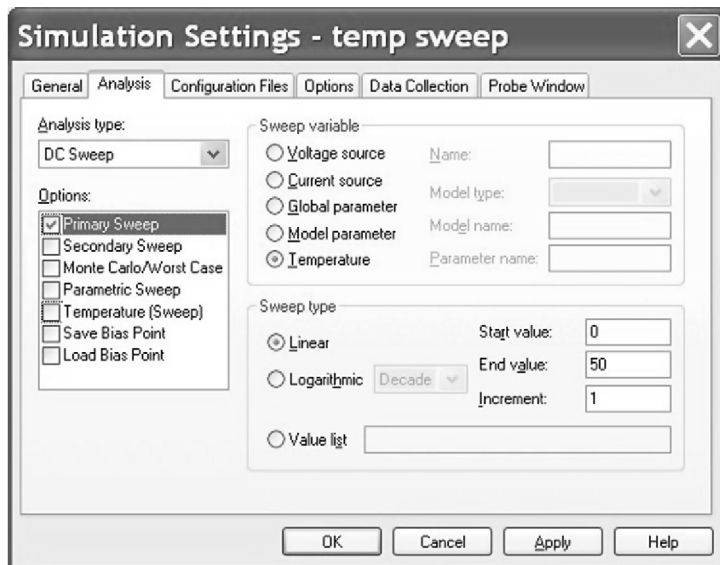 Simulation Settings - temp sweep
General Analysis Configuration Files Options Data Collection Probe Window
Analysis type:
DC Sweep
Options:
Primary Sweep
Secondary Sweep
Monte Carlo/Worst Case
Parametric Sweep
Temperature (Sweep)
Save Bias Point
Load Bias Point
Sweep variable
Voltage source
Current source
Global parameter
Model parameter
Temperature
Name:
Model type:
Model name:
Parameter name:
Sweep type
Linear
Logarithmic Decade
Value list
Start value: 0
End value: 50
Increment: 1
OK Cancel Apply Help